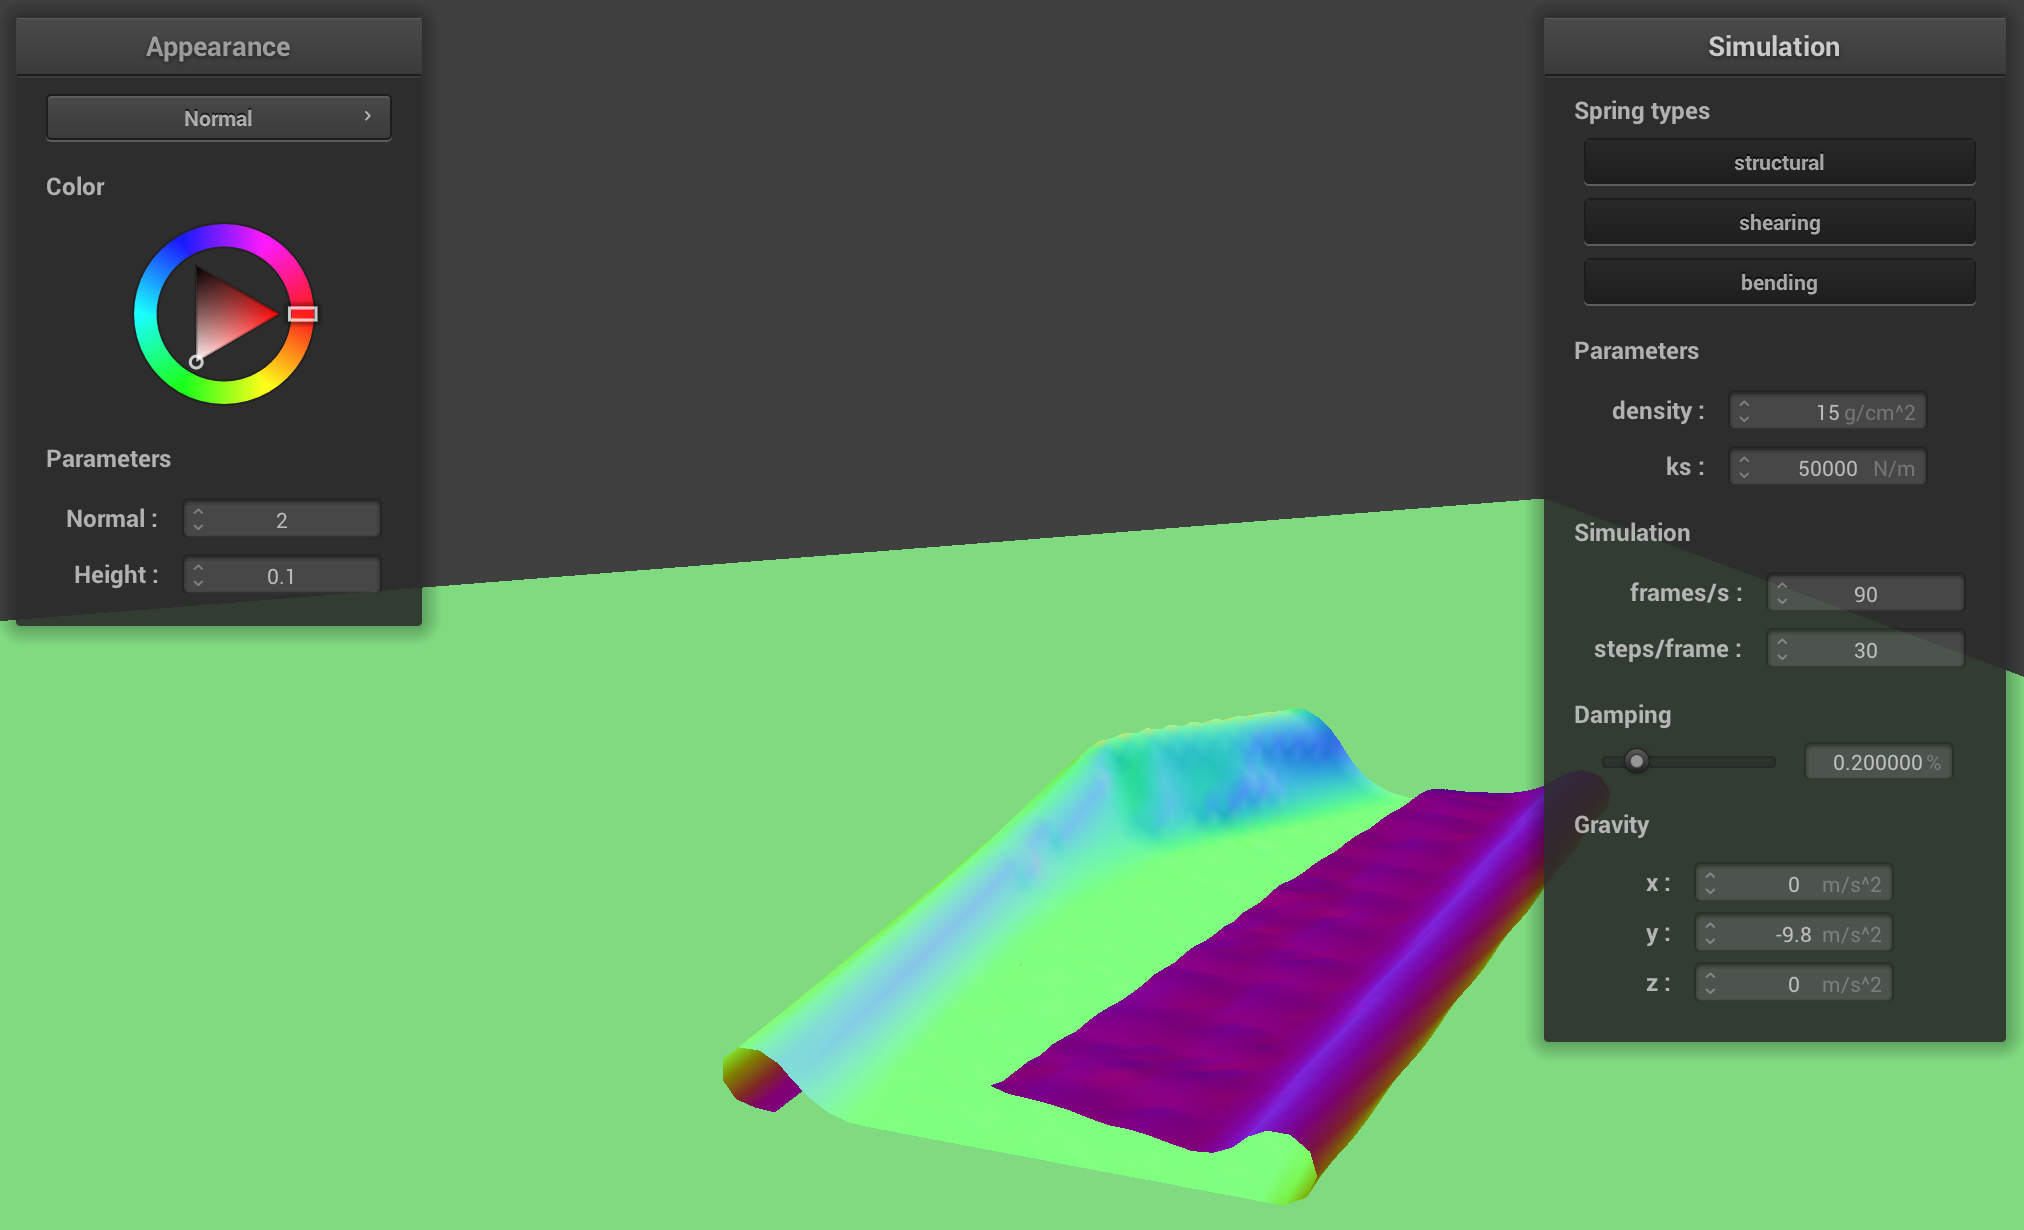 Appearance
Normal
Color
Parameters
Normal : 2
Height : 0.1
Simulation
Spring types
structural
shearing
bending
Parameters
density : 15 g/cm^2
ks : 50000 N/m
Simulation
frames/s : 90
steps/frame : 30
Damping
0.200000 %
Gravity
x : 0 m/s^2
y : -9.8 m/s^2
z : 0 m/s^2